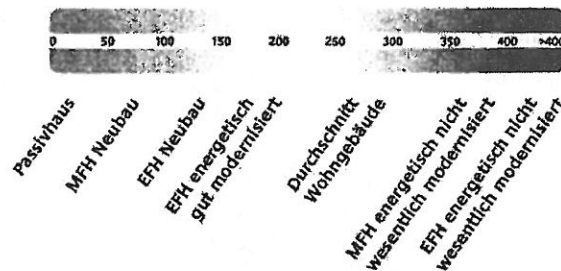 0 50 100 150 200 250 300 350 400 >400
Passivhaus
MFH Neubau
EFH Neubau
EFH energetisch
gut modernisiert
Durchschnitt
Wohngebäude
MFH energetisch nicht
wesentlich modernisiert
EFH energetisch nicht
wesentlich modernisiert